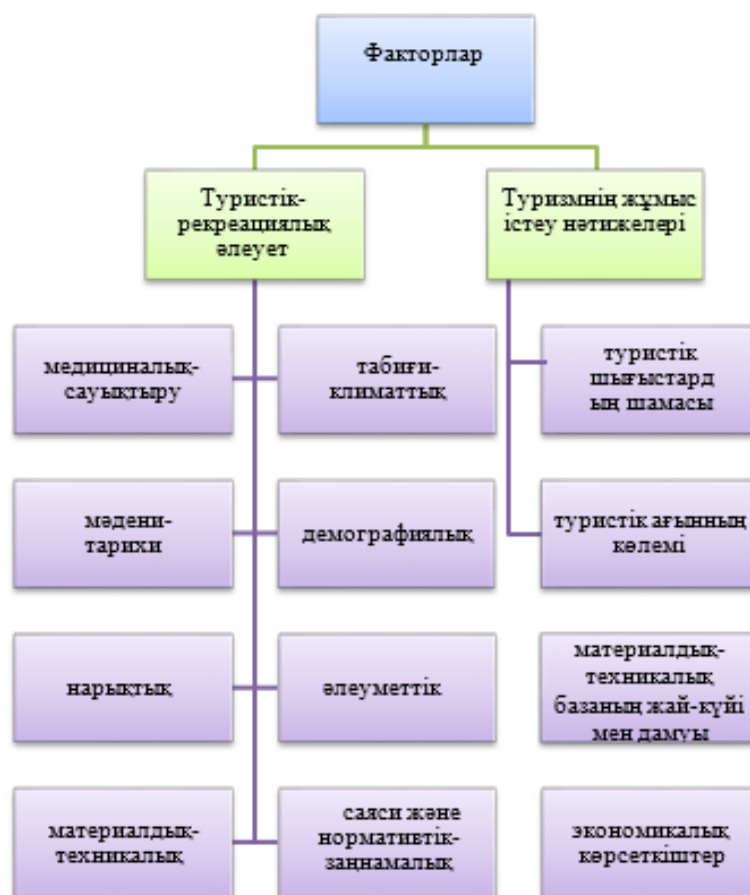 Факторлар
Туристік-
рекреациялық
әлеует
Туризмнің жұмыс
істеу нәтижелері
медициналық-
сауықтыру
табиғи-
климаттық
туристік
шығыстард
ың шамасы
мәдени-
тарихи
демографиялық
туристік ағынның
көлемі
нарықтық
әлеуметтік
материалдық-
техникалық
базаның жай-күйі
мен дамуы
материалдық-
техникалық
саяси және
нормативтік-
заңнамалық
экономикалық
көрсеткіштер